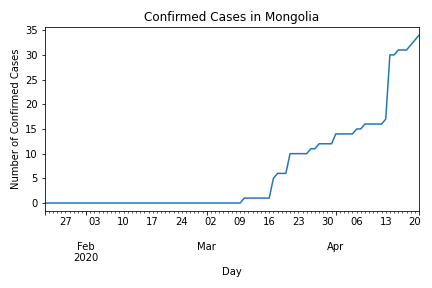 Confirmed Cases in Mongolia
Number of Confirmed Cases
35
30
25
20
15
10
5
0
27 03 10 17 24 02 09 16 23 30 06 13 20
Feb Mar Apr
2020
Day